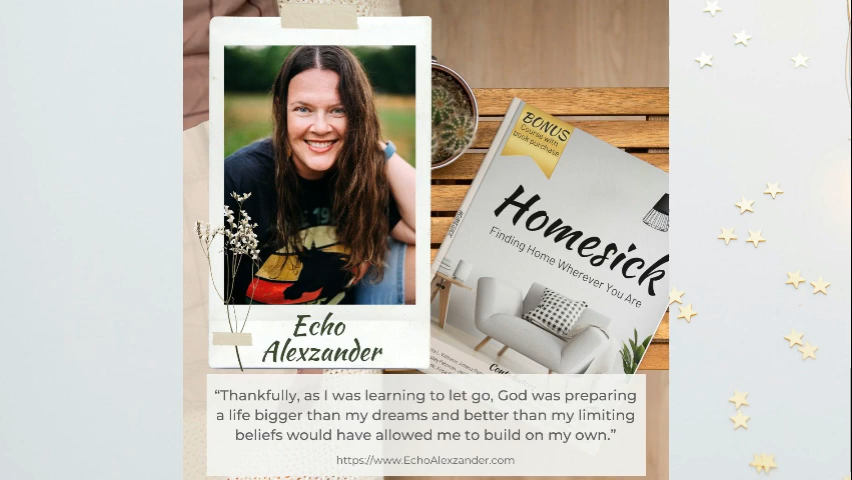 BONUS
Course with
book purchase
Homesick
Finding Home Wherever You Are
HOMESICK
Echo
Alexzander
“Thankfully, as I was learning to let go, God was preparing
a life bigger than my dreams and better than my limiting
beliefs would have allowed me to build on my own.”
https://www.EchoAlexzander.com